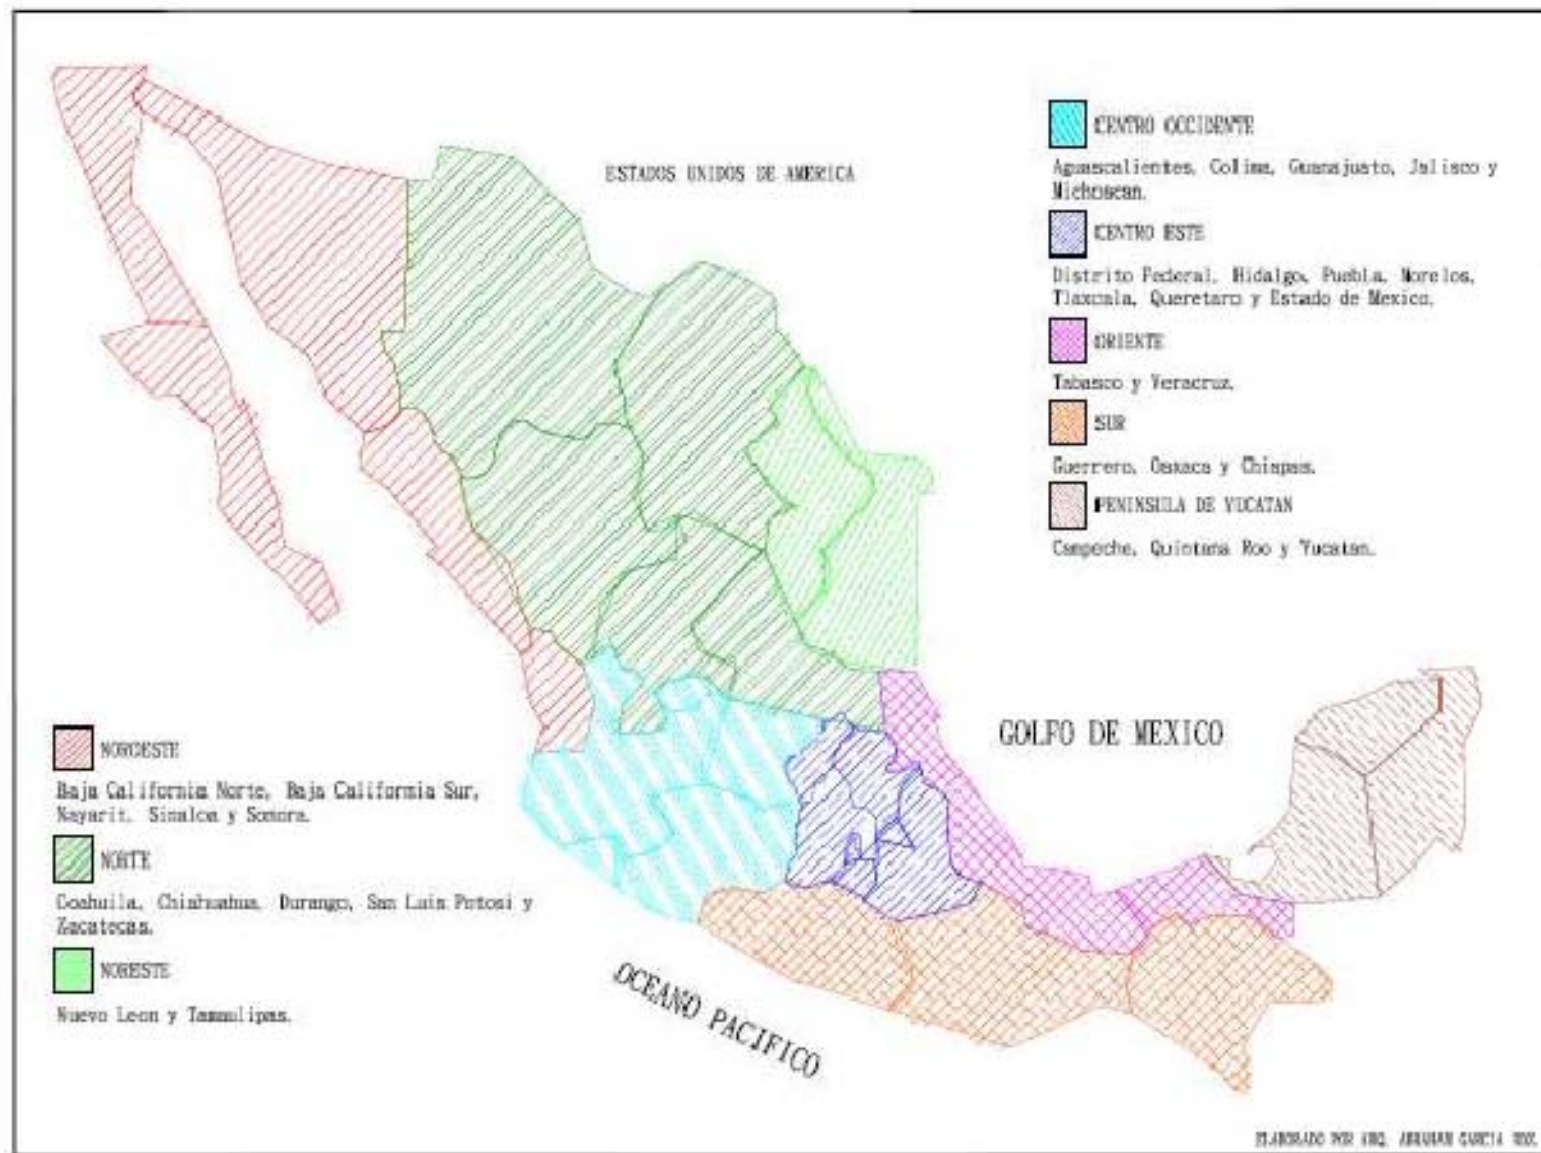 ESTADOS UNIDOS DE AMERICA
CENTRO OCCIDENTE
Aguascalientes, Colima, Guanajuato, Jalisco y
Michoacan.
CENTRO ESTE
Distrito Federal, Hidalgo, Puebla, Morelos,
Tlaxcala, Queretaro y Estado de Mexico.
ORIENTE
Tabasco y Veracruz.
SUR
Guerrero, Oaxaca y Chiapas.
PENINSULA DE YUCATAN
Campeche, Quintana Roo y Yucatan.
GOLFO DE MEXICO
NOROESTE
Baja California Norte, Baja California Sur,
Nayarit, Sinaloa y Sonora.
NORTE
Coahuila, Chiahuahua, Durango, San Luis Potosi y
Zacatecas.
NORESTE
Nuevo Leon y Tamaulipas.
OCEANO PACIFICO
ELABORADO POR ARQ. ABRAHAM GARCIA